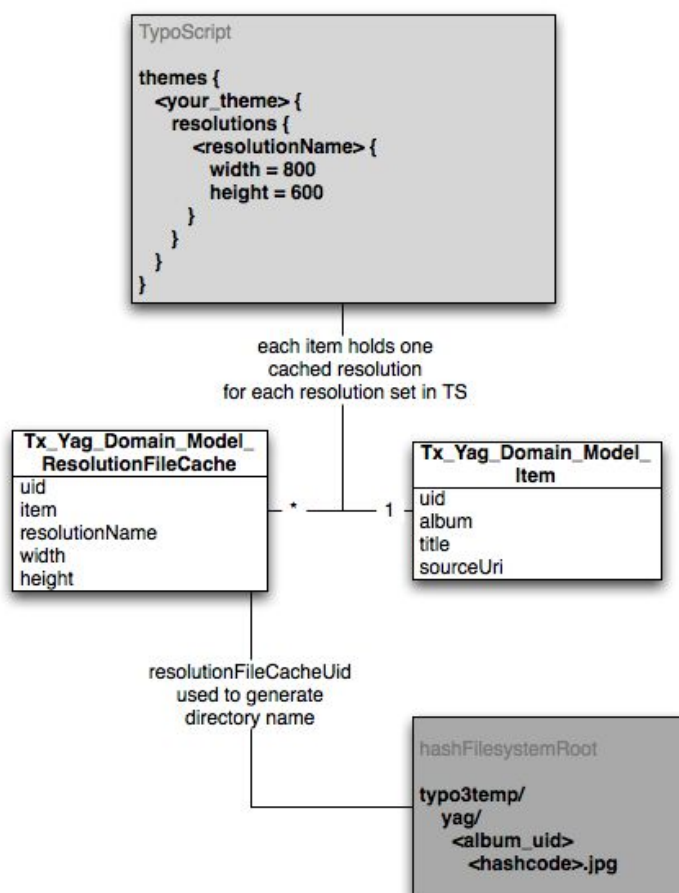 TypoScript
themes {
<your_theme> {
resolutions {
<resolutionName> {
width = 800
height = 600
}
}
}
}
each item holds one
cached resolution
for each resolution set in TS
Tx_Yag_Domain_Model_
ResolutionFileCache
uid
item
resolutionName
width
height
* 1
Tx_Yag_Domain_Model_
Item
uid
album
title
sourceUri
resolutionFileCacheUid
used to generate
directory name
hashFilesystemRoot
typo3temp/
yag/
<album_uid>
<hashcode>.jpg